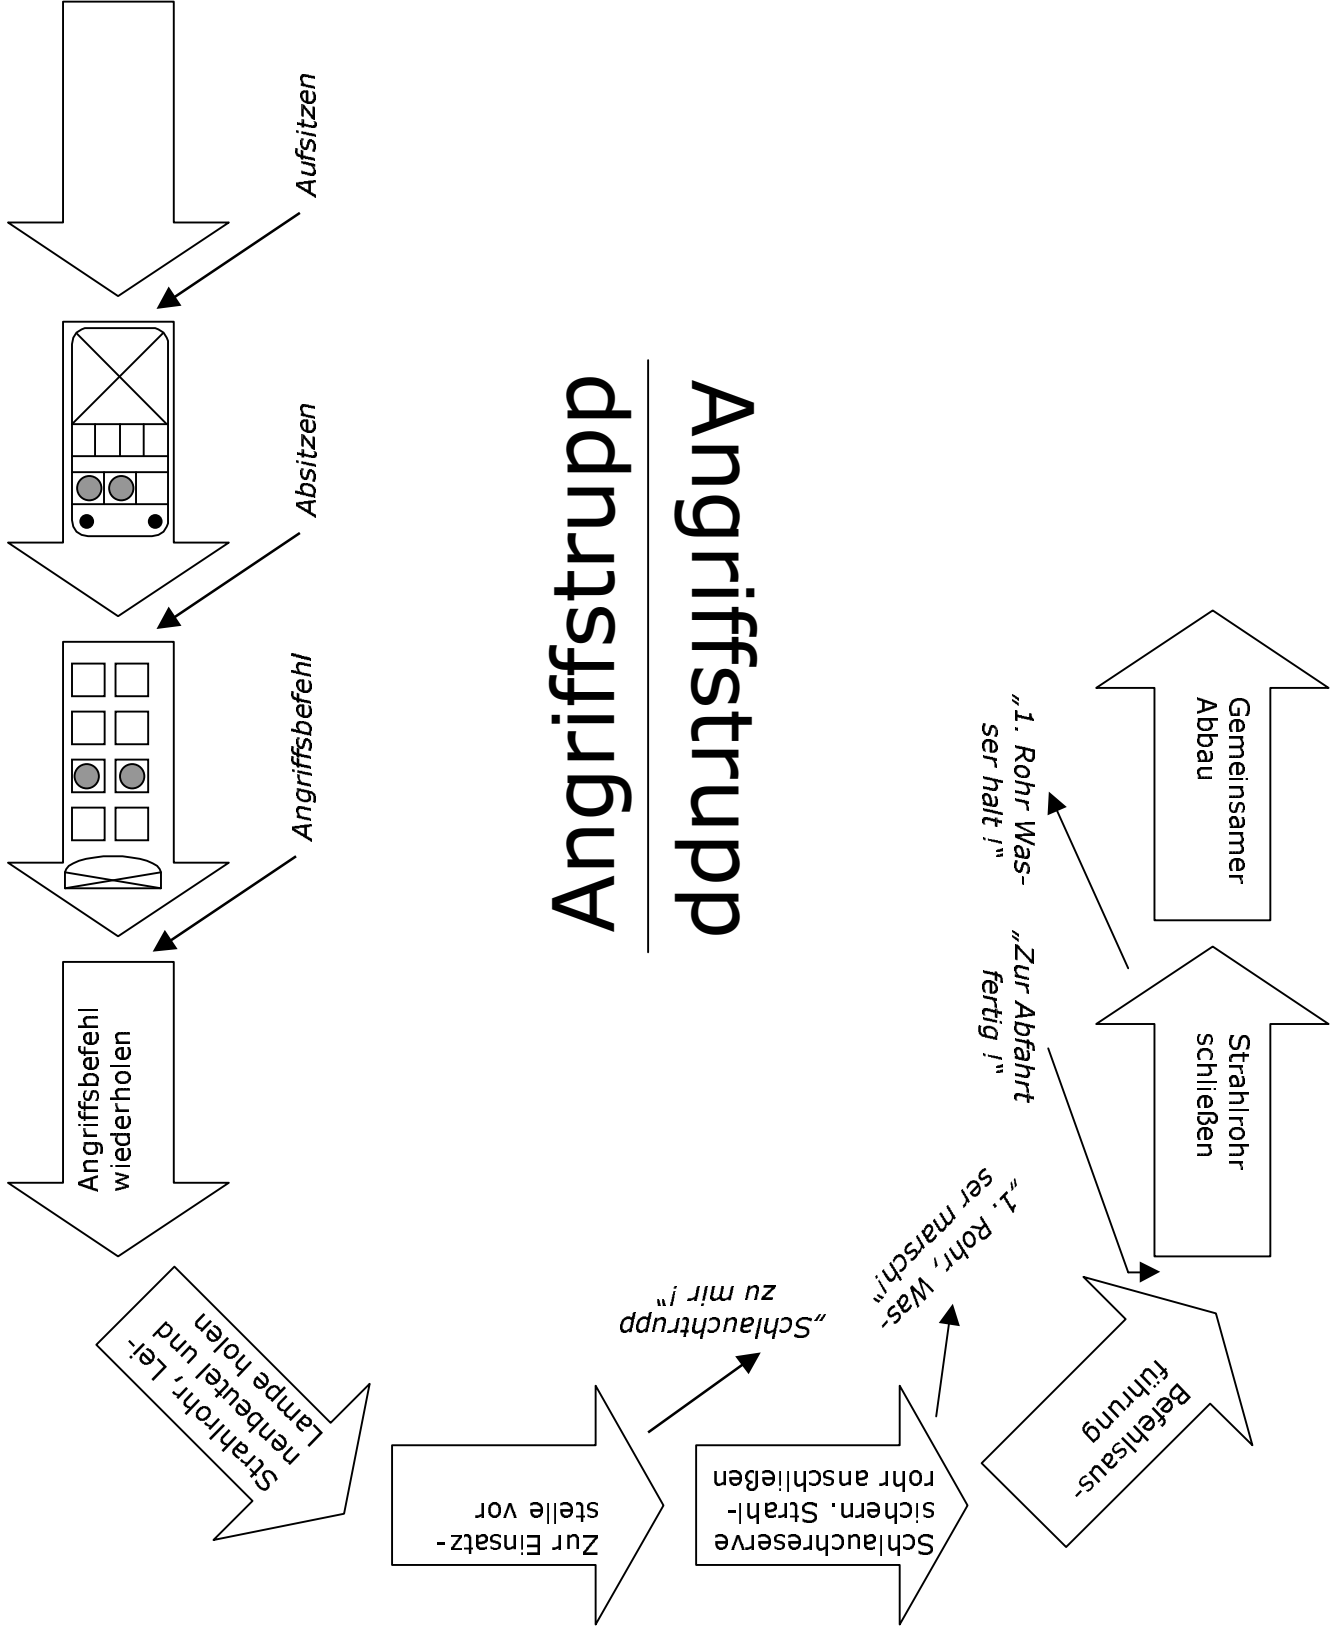 Angriffstrupp
Angriffstrupp
Aufsitzen
Absitzen
Angriffsbefehl
Angriffsbefehl
wiederholen
Strahlrohr, Lei-
nenbeutel und
Lampe holen
Zur Einsatz-
stelle vor
„Schlauchtrupp
zu mir !“
Schlauchreserve
sichern. Strahl-
rohr anschließen
„1. Rohr, Was-
ser marsch!“
Befehlsaus-
führung
„Zur Abfahrt
fertig !“
Strahlrohr
schließen
„1. Rohr Was-
ser halt !“
Gemeinsamer
Abbau